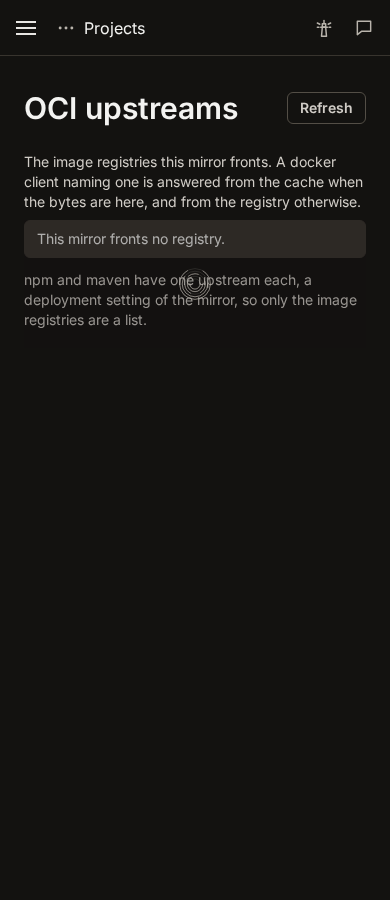 Projects
OCI upstreams
Refresh
The image registries this mirror fronts. A docker
client naming one is answered from the cache when
the bytes are here, and from the registry otherwise.
This mirror fronts no registry.
npm and maven have one upstream each, a
deployment setting of the mirror, so only the image
registries are a list.